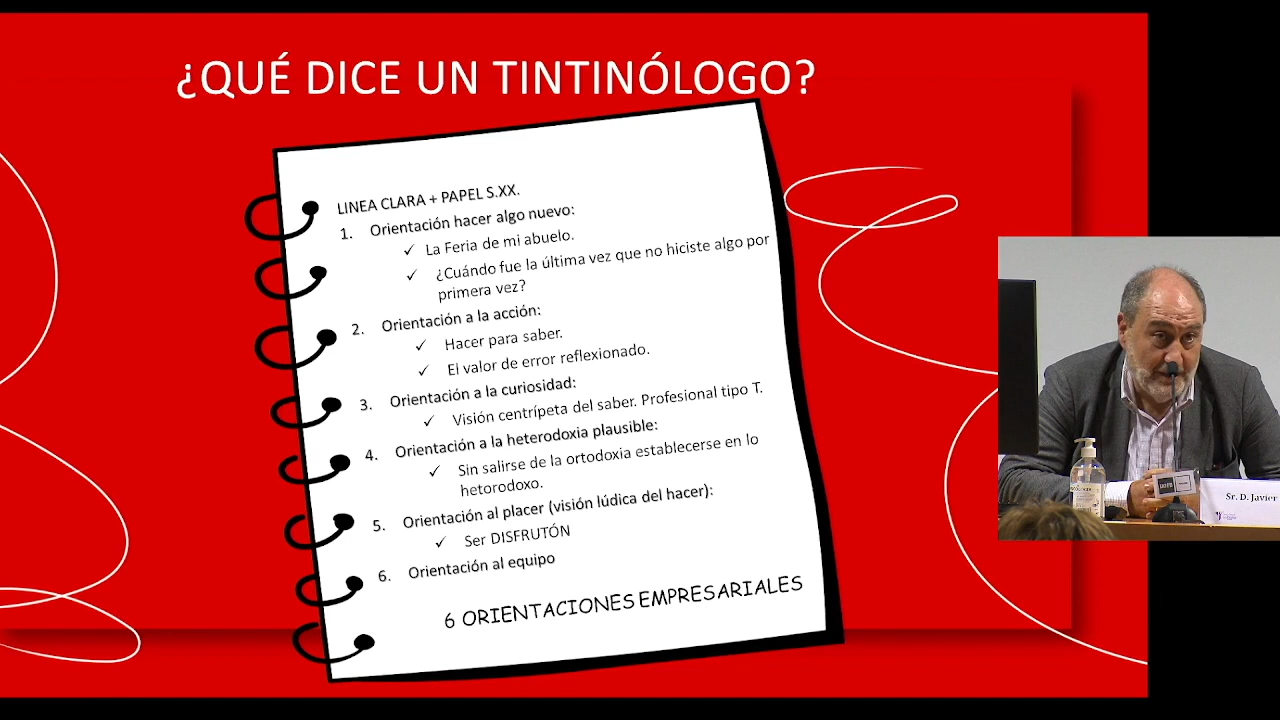 ¿QUÉ DICE UN TINTINÓLOGO?
LINEA CLARA + PAPEL S.XX.
1. Orientación hacer algo nuevo:
✓ La Feria de mi abuelo.
✓ ¿Cuándo fue la última vez que no hiciste algo por
primera vez?
2. Orientación a la acción:
✓ Hacer para saber.
✓ El valor de error reflexionado.
3. Orientación a la curiosidad:
✓ Visión centrípeta del saber. Profesional tipo T.
4. Orientación a la heterodoxia plausible:
✓ Sin salirse de la ortodoxia establecerse en lo
hetorodoxo.
5. Orientación al placer (visión lúdica del hacer):
✓ Ser DISFRUTÓN
6. Orientación al equipo
6 ORIENTACIONES EMPRESARIALES
Sr. D. Javier